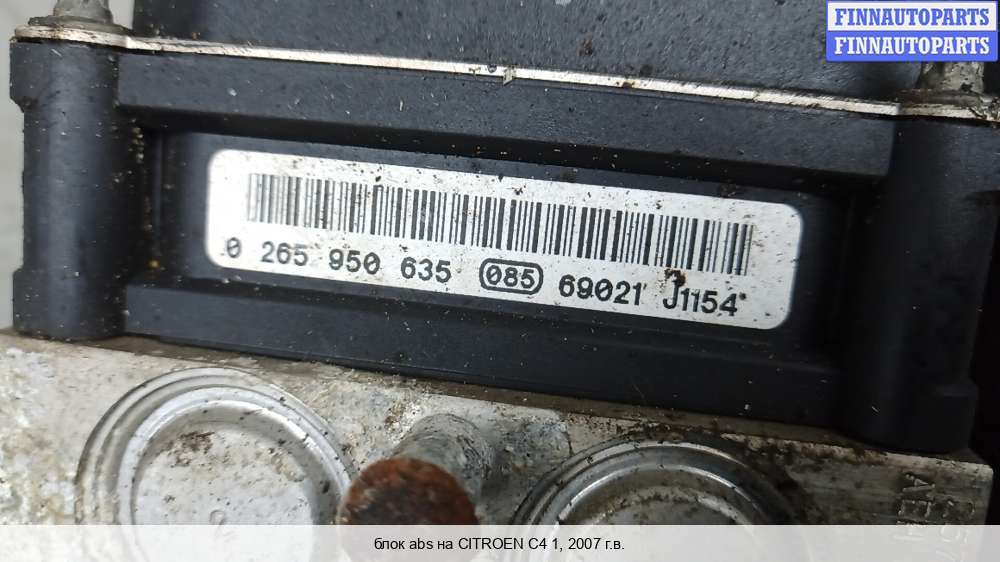 FINNAUTOPARTS
FINNAUTOPARTS
0 265 950 635 085 69021 J1154
блок abs на CITROEN C4 1, 2007 г.в.